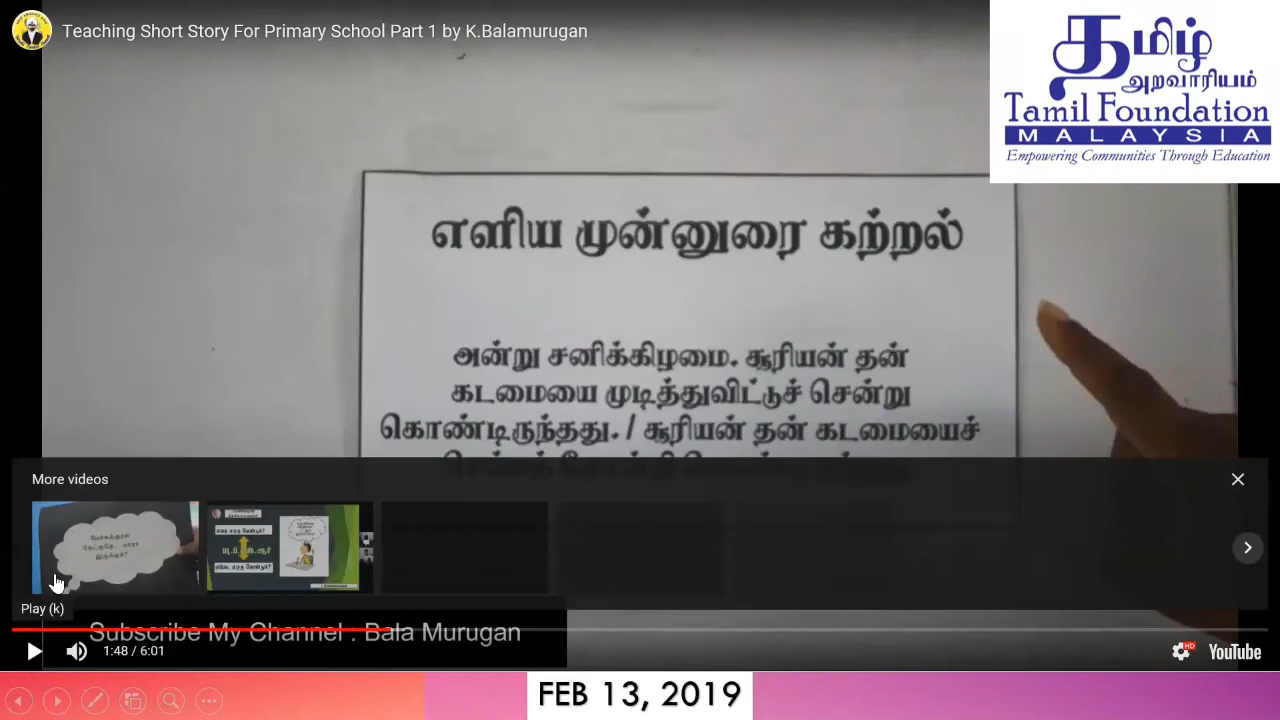 Teaching Short Story For Primary School Part 1 by K.Balamurugan
தமிழ்
அறவாரியம்
Tamil Foundation
MALAYSIA
Empowering Communities Through Education
எளிய முன்னுரை கற்றல்
அன்று சனிக்கிழமை. சூரியன் தன்
கடமையை முடித்துவிட்டுச் சென்று
கொண்டிருந்தது. / சூரியன் தன் கடமையைச்
More videos
Play (k)
Subscribe My Channel : Bala Murugan
1:48 / 6:01
HD
YouTube
FEB 13, 2019